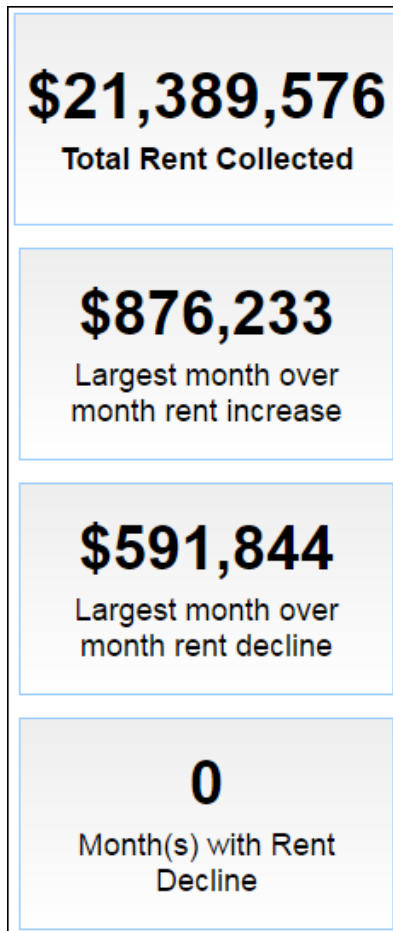 $21,389,576
Total Rent Collected
$876,233
Largest month over
month rent increase
$591,844
Largest month over
month rent decline
0
Month(s) with Rent
Decline